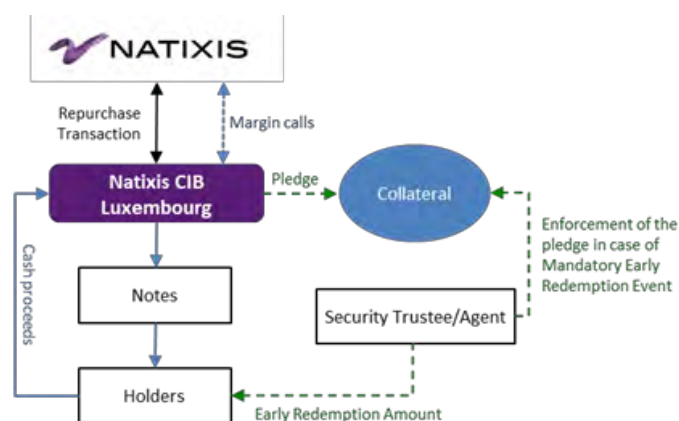 NATIXIS
Repurchase
Transaction
Margin calls
Natixis CIB
Luxembourg
Pledge
Collateral
Enforcement of the
pledge in case of
Mandatory Early
Redemption Event
Cash proceeds
Notes
Security Trustee/Agent
Holders
Early Redemption Amount